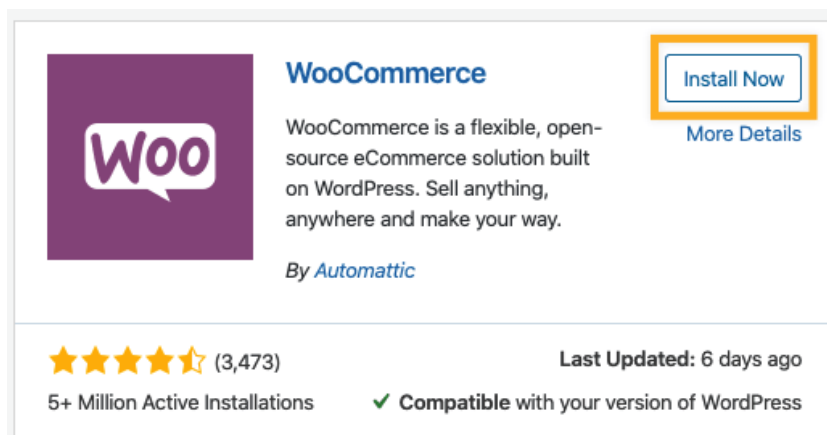 Woo
WooCommerce
Install Now
More Details
WooCommerce is a flexible, open-
source eCommerce solution built
on WordPress. Sell anything,
anywhere and make your way.
By Automattic
(3,473)
Last Updated: 6 days ago
5+ Million Active Installations
✔ Compatible with your version of WordPress